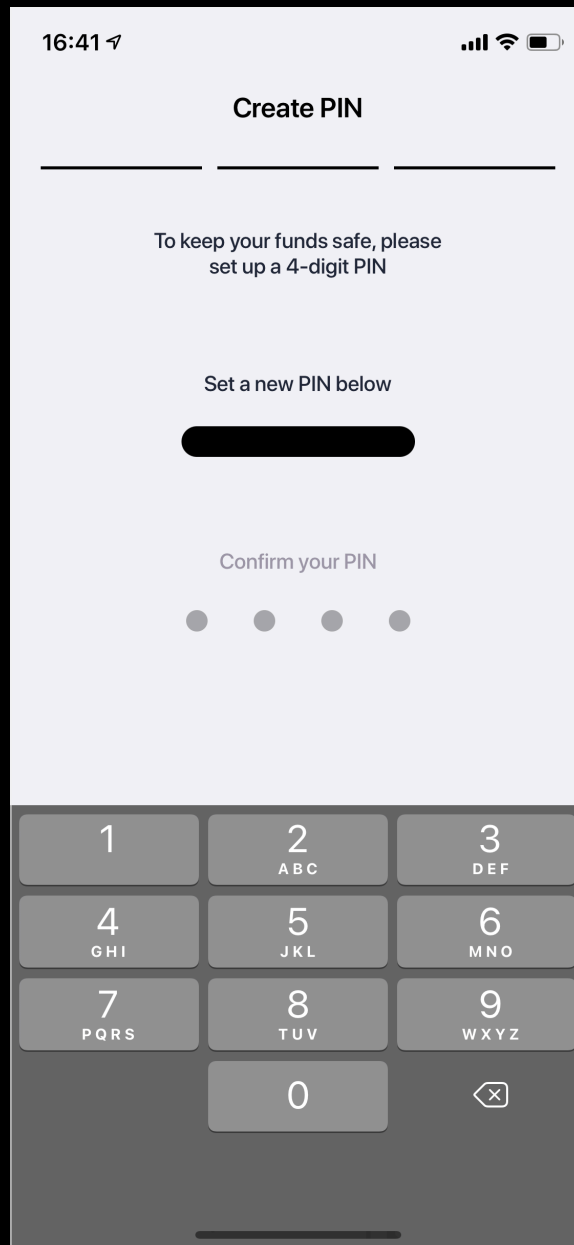 16:41
Create PIN
To keep your funds safe, please
set up a 4-digit PIN
Set a new PIN below
Confirm your PIN
1 2 3
ABC DEF
4 5 6
GHI JKL MNO
7 8 9
PQRS TUV WXYZ
0